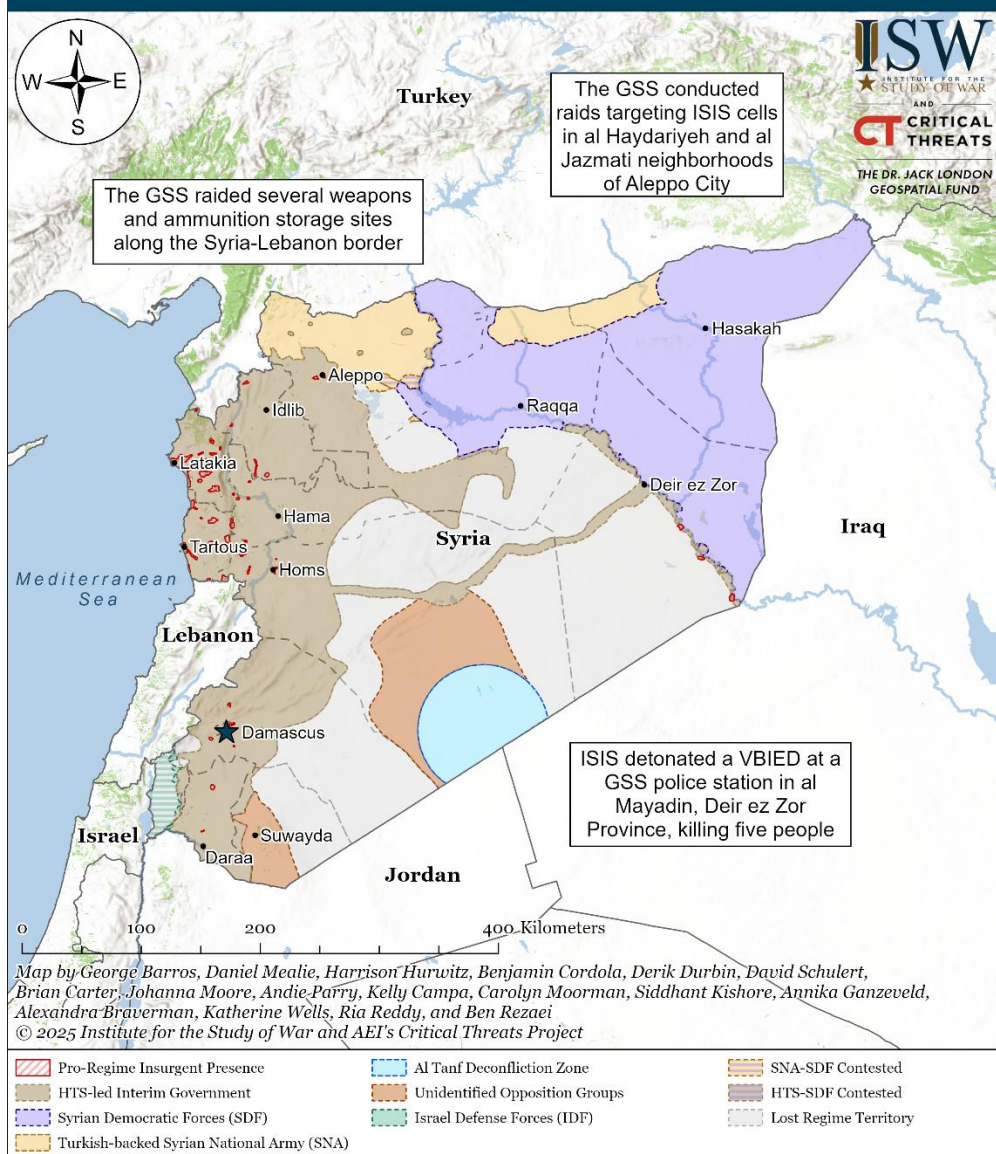 N
W E
S
ISW
INSTITUTE FOR THE
STUDY OF WAR
AND
CT CRITICAL
THREATS
THE DR. JACK LONDON
GEOSPATIAL FUND
Turkey
The GSS conducted
raids targeting ISIS cells
in al Haydariyeh and al
Jazmati neighborhoods
of Aleppo City
The GSS raided several weapons
and ammunition storage sites
along the Syria-Lebanon border
Hasakah
Aleppo
Idlib
Raqqa
Latakia
Deir ez Zor
Hama
Syria
Iraq
Tartous
Homs
Mediterranean
Sea
Lebanon
Damascus
ISIS detonated a VBIED at a
GSS police station in al
Mayadin, Deir ez Zor
Province, killing five people
Israel
Suwayda
Daraa
Jordan
0 100 200 400 Kilometers
Map by George Barros, Daniel Mealie, Harrison Hurwitz, Benjamin Cordola, Derik Durbin, David Schulert,
Brian Carter, Johanna Moore, Andie Parry, Kelly Campa, Carolyn Moorman, Siddhant Kishore, Annika Ganzeveld,
Alexandra Braverman, Katherine Wells, Ria Reddy, and Ben Rezaei
© 2025 Institute for the Study of War and AEI's Critical Threats Project
Pro-Regime Insurgent Presence
HTS-led Interim Government
Syrian Democratic Forces (SDF)
Turkish-backed Syrian National Army (SNA)
Al Tanf Deconfliction Zone
Unidentified Opposition Groups
Israel Defense Forces (IDF)
SNA-SDF Contested
HTS-SDF Contested
Lost Regime Territory